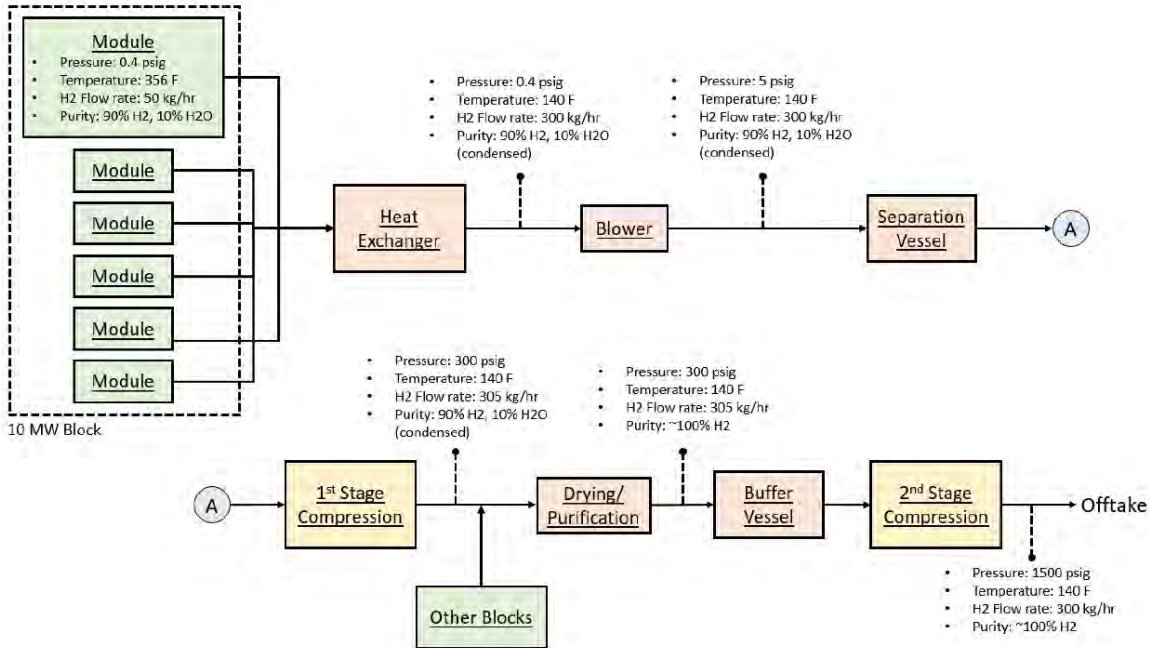 Module
• Pressure: 0.4 psig
• Temperature: 356 F
• H2 Flow rate: 50 kg/hr
• Purity: 90% H2, 10% H2O
Module
Module
Module
Module
Module
10 MW Block
Heat
Exchanger
• Pressure: 0.4 psig
• Temperature: 140 F
• H2 Flow rate: 300 kg/hr
• Purity: 90% H2, 10% H2O
(condensed)
Blower
• Pressure: 5 psig
• Temperature: 140 F
• H2 Flow rate: 300 kg/hr
• Purity: 90% H2, 10% H2O
(condensed)
Separation
Vessel
A
A
1st Stage
Compression
• Pressure: 300 psig
• Temperature: 140 F
• H2 Flow rate: 305 kg/hr
• Purity: 90% H2, 10% H2O
(condensed)
Other Blocks
Drying/
Purification
• Pressure: 300 psig
• Temperature: 140 F
• H2 Flow rate: 305 kg/hr
• Purity: ~100% H2
Buffer
Vessel
2nd Stage
Compression
Offtake
• Pressure: 1500 psig
• Temperature: 140 F
• H2 Flow rate: 300 kg/hr
• Purity: ~100% H2